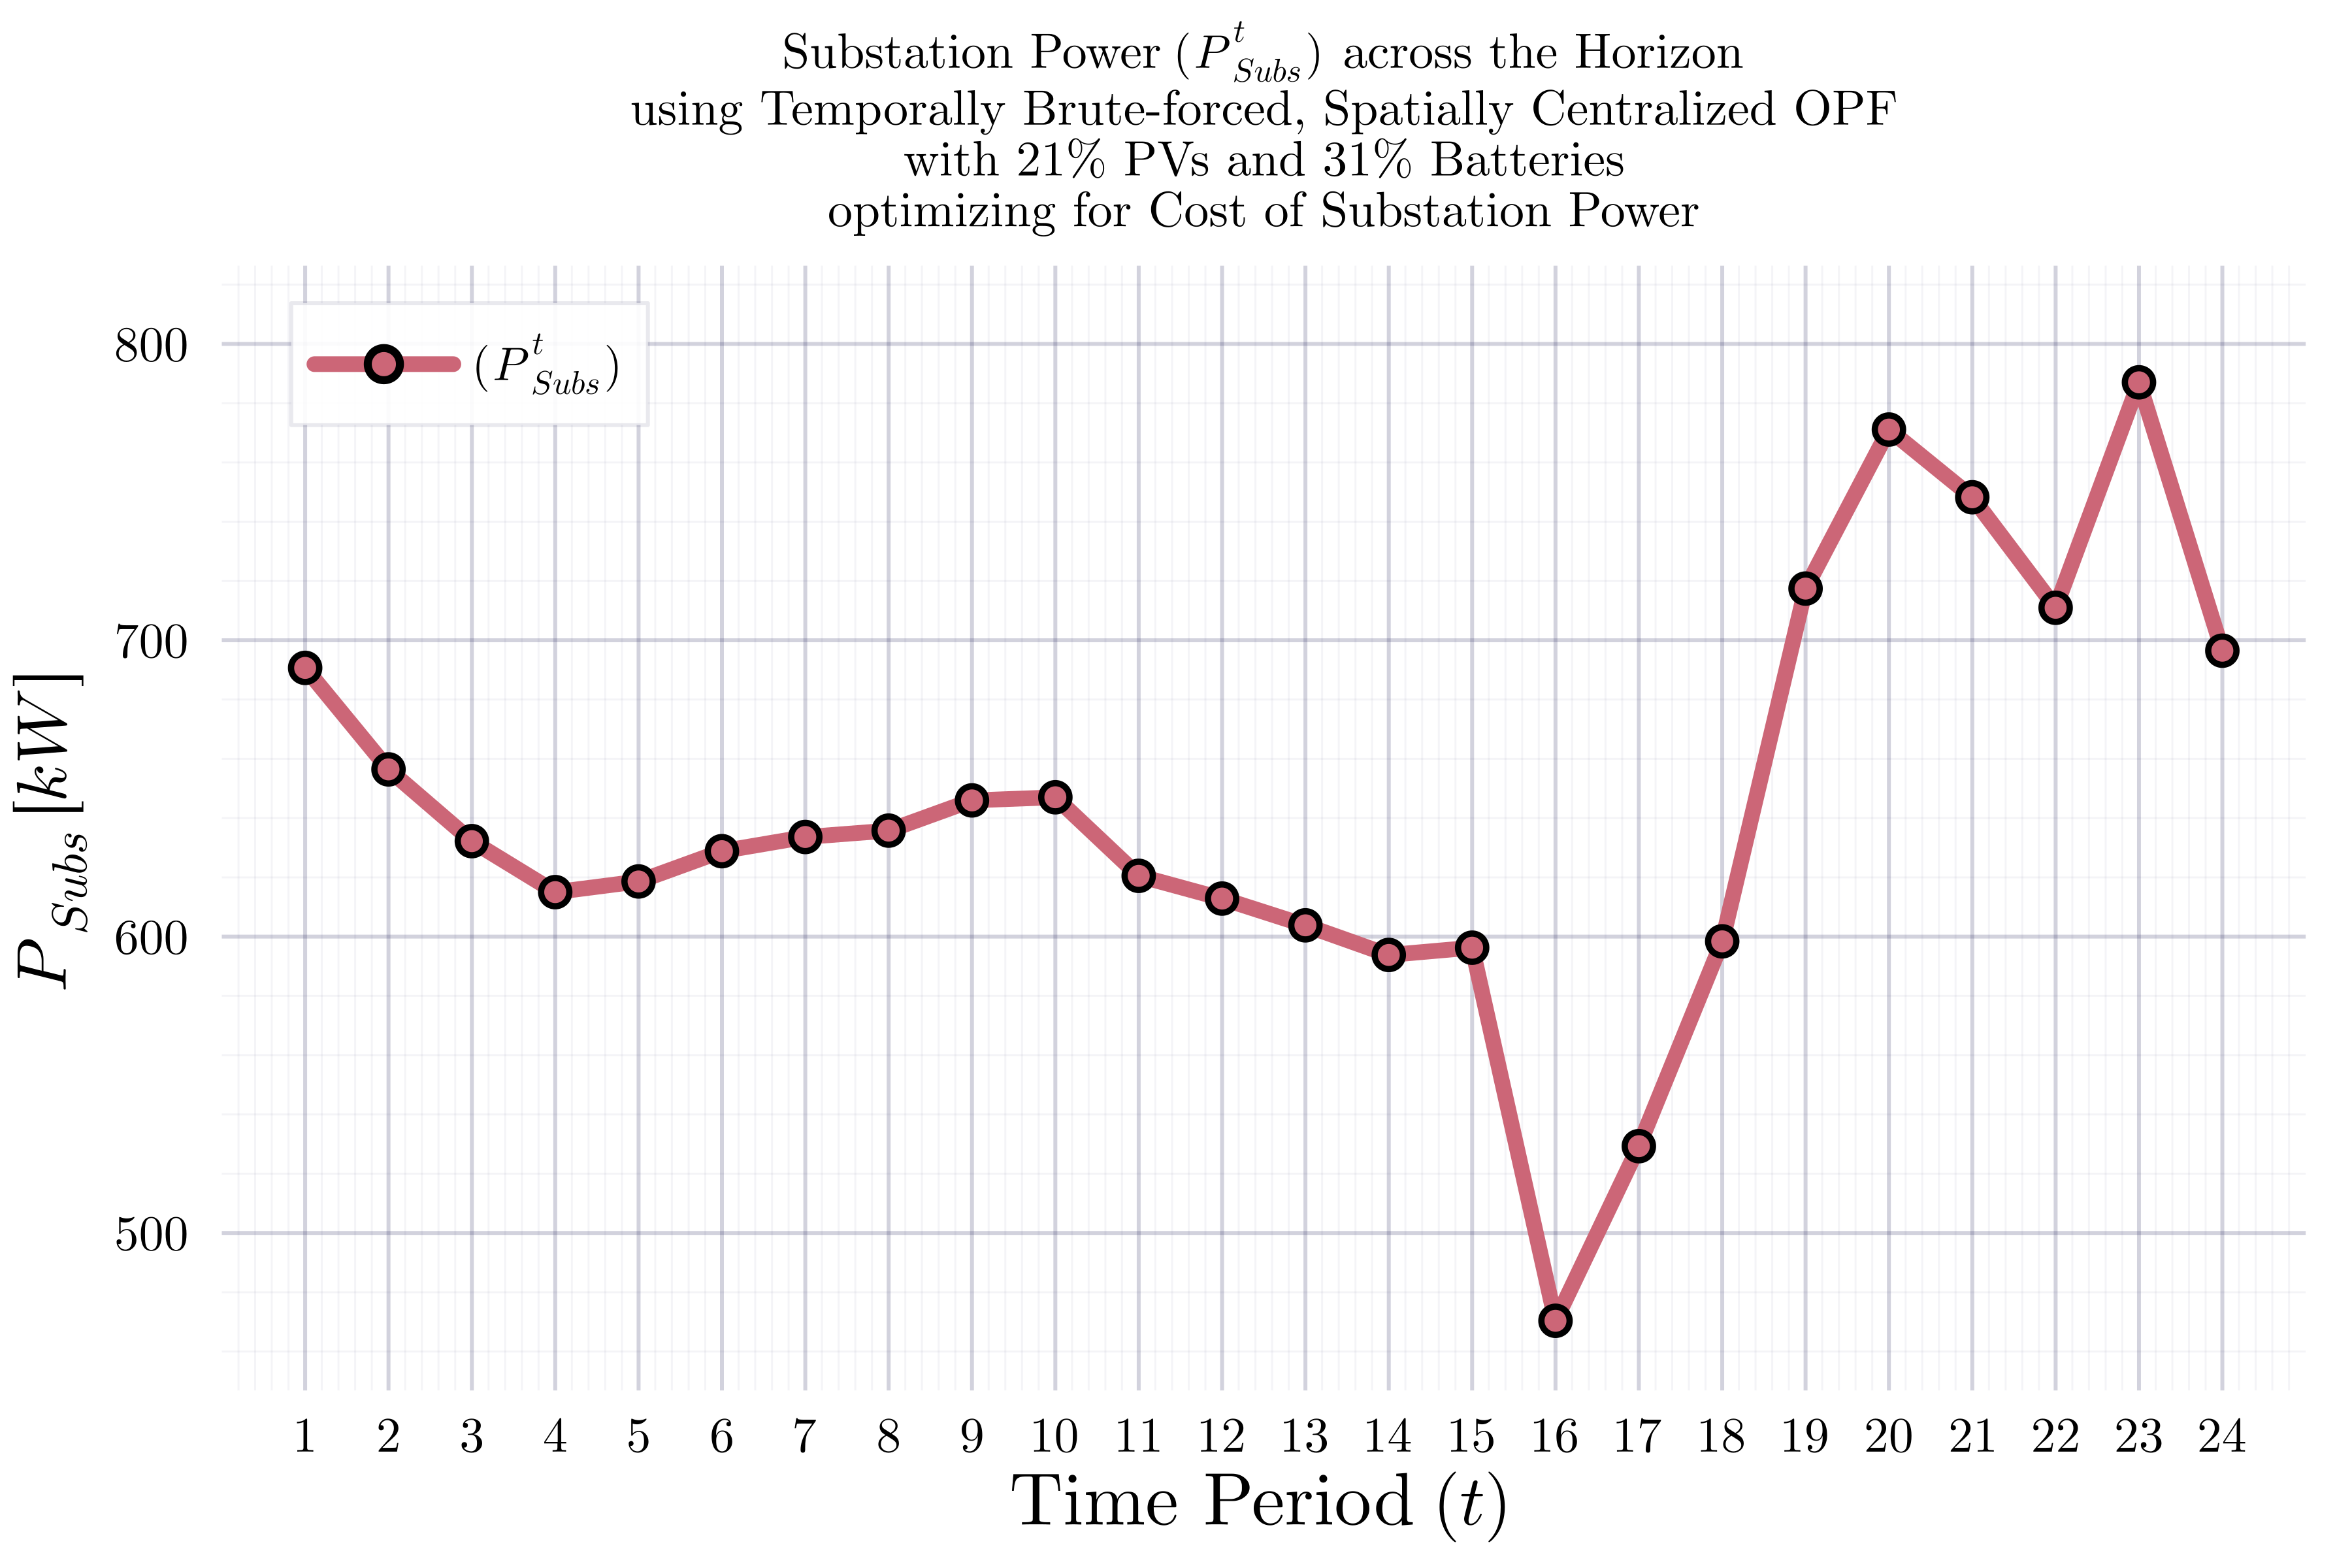 Substation Power (P^t_Subs) across the Horizon
using Temporally Brute-forced, Spatially Centralized OPF
with 21% PVs and 31% Batteries
optimizing for Cost of Substation Power
(P^t_Subs)
800
700
600
500
P_Subs [kW]
1 2 3 4 5 6 7 8 9 10 11 12 13 14 15 16 17 18 19 20 21 22 23 24
Time Period (t)